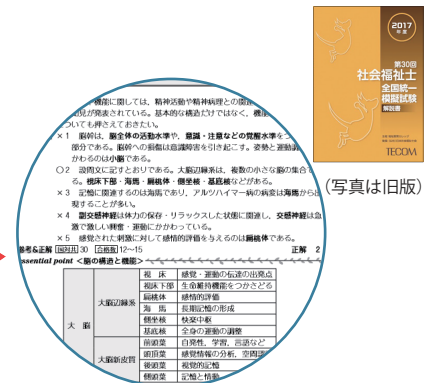 2017
年度
第30回
社会福祉士
全国統一
模擬試験
解説書
TECOM
(写真は旧版)
機能に関しては、精神活動や精神病理との関
見が発表されている。基本的な構造だけではなく、機能
ついても押さえておきたい。
×1 脳幹は、脳全体の活動水準や、意識・注意などの覚醒水準をつ
部分である。脳幹への損傷は意識障害を引き起こす。姿勢と運動調
かわるのは小脳である。
○2 設問文に記すとおりである。大脳辺縁系は、複数の小さな脳の集合で
る。視床下部・海馬・扁桃体・側坐核・基底核などがある。
×3 記憶に関連するのは海馬であり、アルツハイマー病の病変は海馬から出
現することが多い。
×4 副交感神経は体力の保存・リラックスした状態に関連し、交感神経は急
激で激しい興奮・運動にかかわっている。
×5 感覚された刺激に対して感情的評価を与えるのは扁桃体である。
参考&正解 国対共30 合格数12～15 正解 2
ssential point <脳の構造と機能>
大脳
大脳辺縁系
視床 感覚・運動の伝達の出発点
視床下部 生命維持機能をつかさどる
扁桃体 感情的評価
海馬 長期記憶の形成
側坐核 快楽中枢
基底核 全身の運動の調整
大脳新皮質
前頭葉 自発性、学習、言語など
頭頂葉 感覚情報の分析、空間認
後頭葉 視覚的記憶
側頭葉 記憶と情動